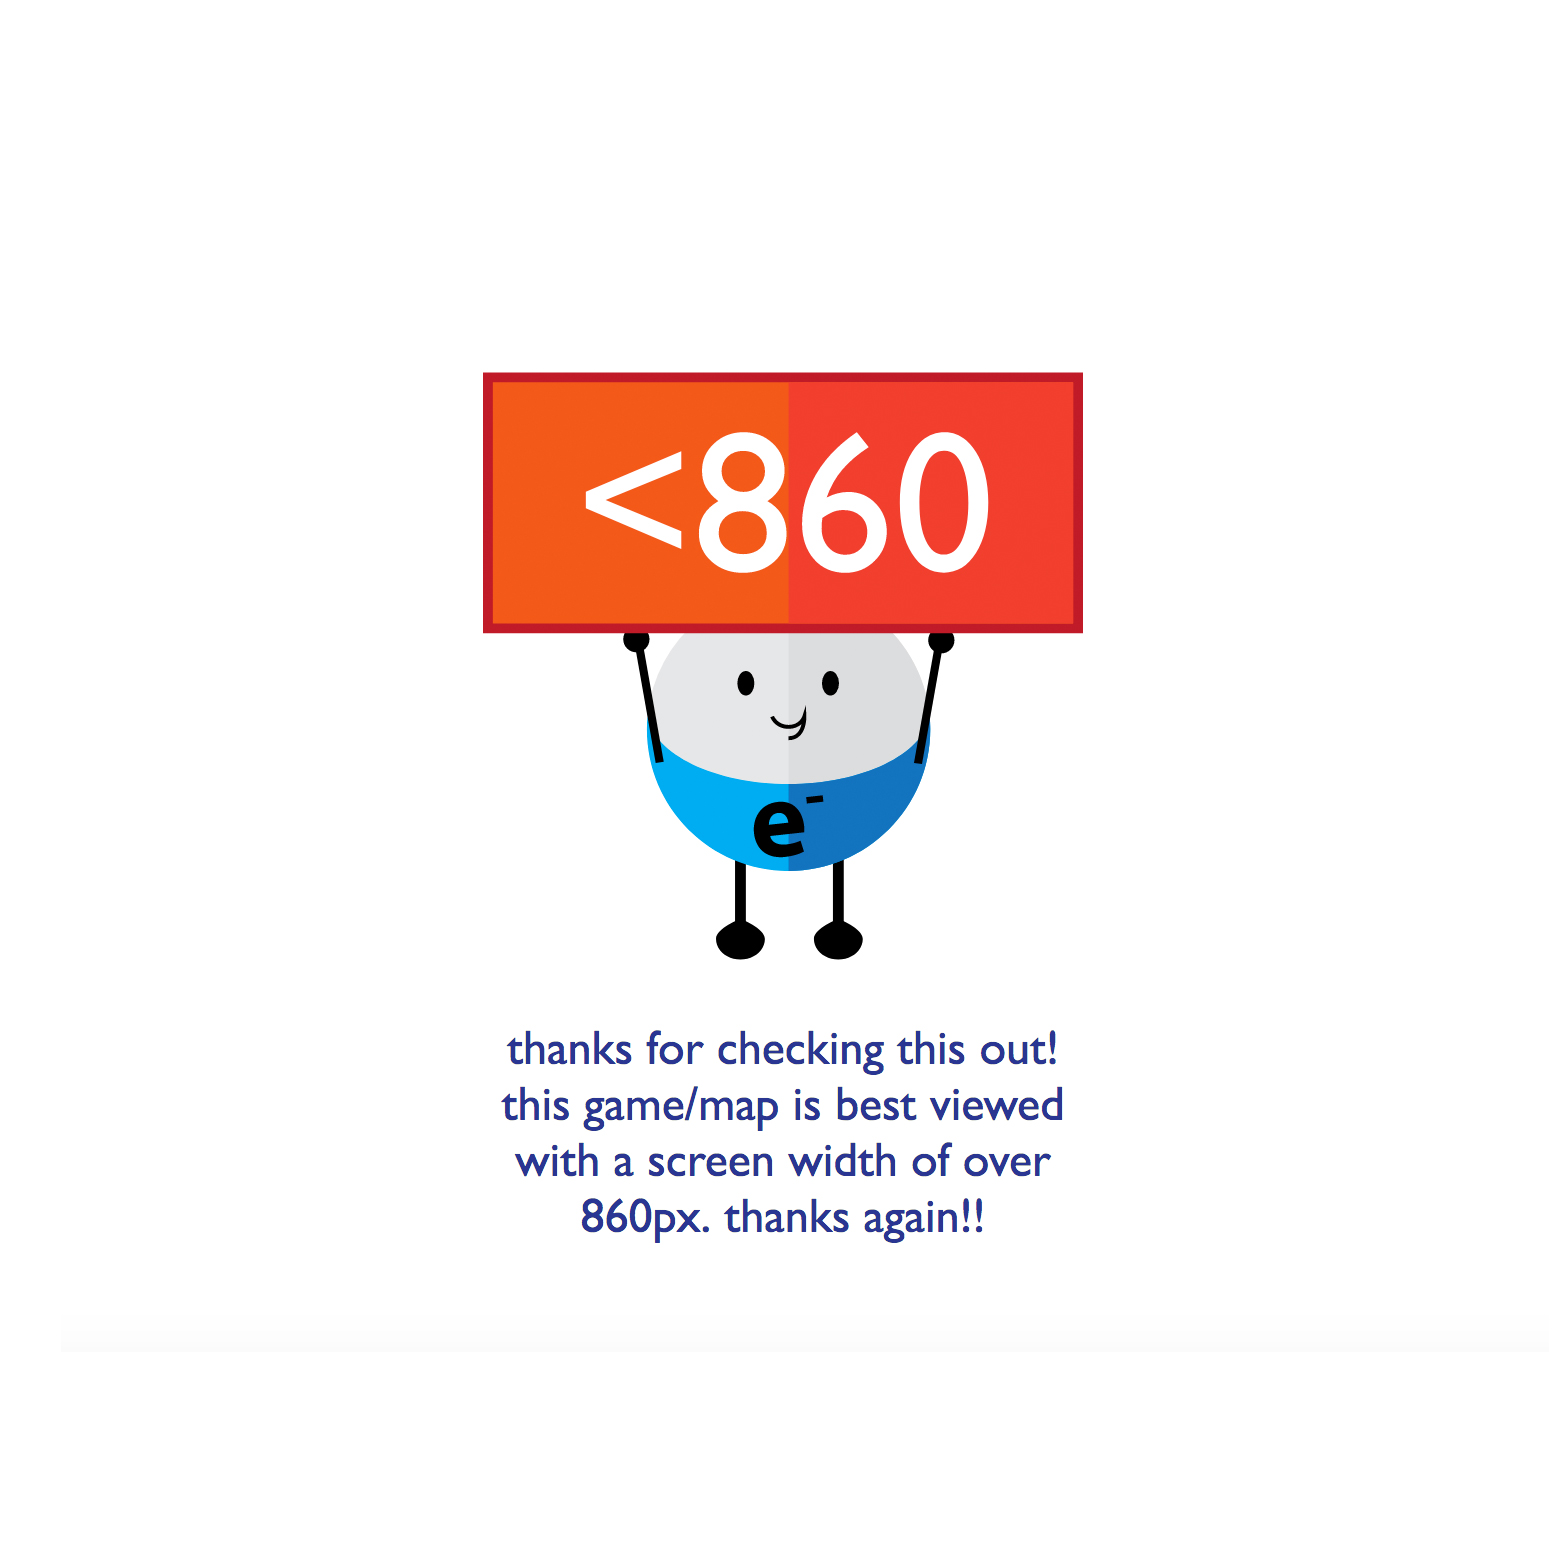 <860
e-
thanks for checking this out!
this game/map is best viewed
with a screen width of over
860px. thanks again!!